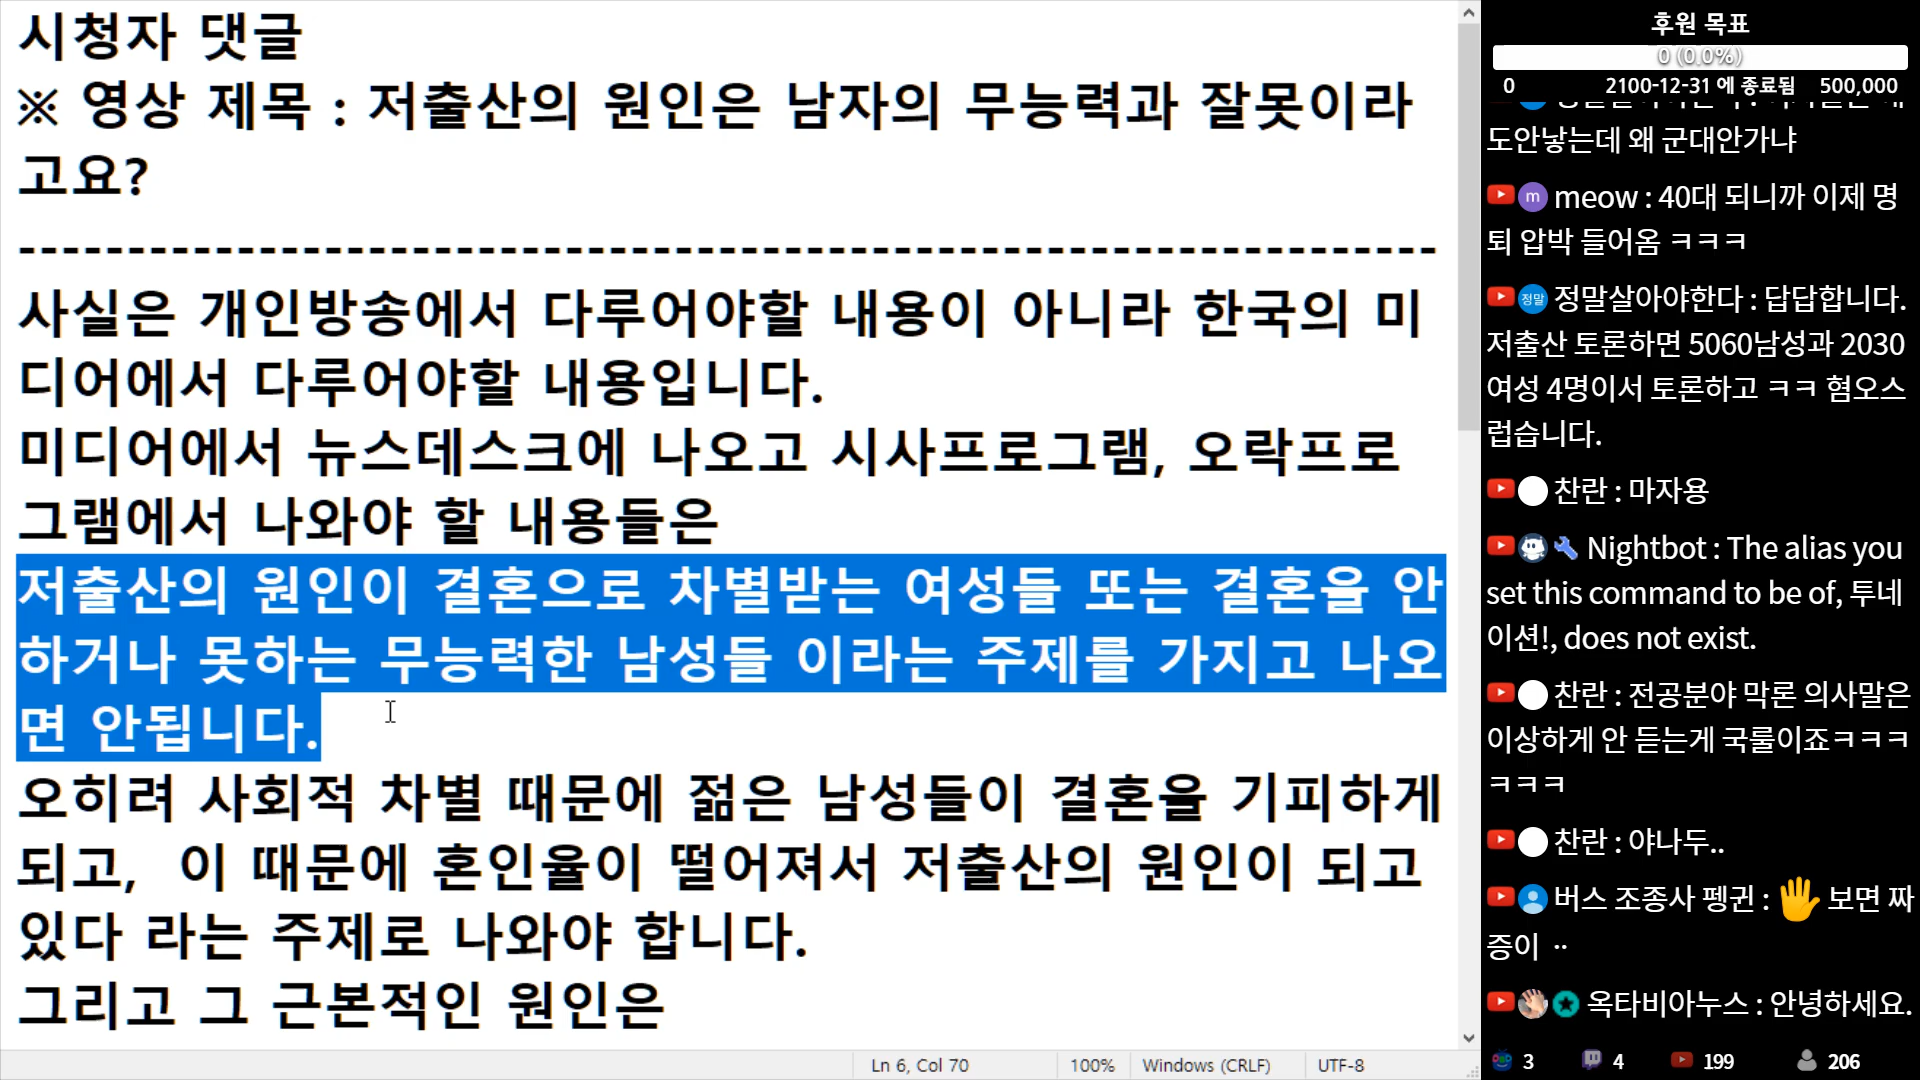 시청자 댓글
※ 영상 제목 : 저출산의 원인은 남자의 무능력과 잘못이라
고요?
--------------------------------------------------------------------
사실은 개인방송에서 다루어야할 내용이 아니라 한국의 미
디어에서 다루어야할 내용입니다.
미디어에서 뉴스데스크에 나오고 시사프로그램, 오락프로
그램에서 나와야 할 내용들은
저출산의 원인이 결혼으로 차별받는 여성들 또는 결혼을 안
하거나 못하는 무능력한 남성들 이라는 주제를 가지고 나오
면 안됩니다.
오히려 사회적 차별 때문에 젊은 남성들이 결혼을 기피하게
되고, 이 때문에 혼인율이 떨어져서 저출산의 원인이 되고
있다 라는 주제로 나와야 합니다.
그리고 그 근본적인 원인은
Ln 6, Col 70
100%
Windows (CRLF)
UTF-8
후원 목표
0 (0.0%)
0 2100-12-31 에 종료됨 500,000
도안낳는데 왜 군대안가냐
m meow : 40대 되니까 이제 명
퇴 압박 들어옴 ㅋㅋㅋ
정말 정말살아야한다 : 답답합니다.
저출산 토론하면 5060남성과 2030
여성 4명이서 토론하고 ㅋㅋ 혐오스
럽습니다.
찬란 : 마자용
Nightbot : The alias you
set this command to be of, 투네
이션!, does not exist.
찬란 : 전공분야 막론 의사말은
이상하게 안 듣는게 국룰이죠ㅋㅋㅋ
ㅋㅋㅋ
찬란 : 야나두..
버스 조종사 펭귄 : 🖐 보면 짜
증이 ..
옥타비아누스 : 안녕하세요.
3 4 199 206